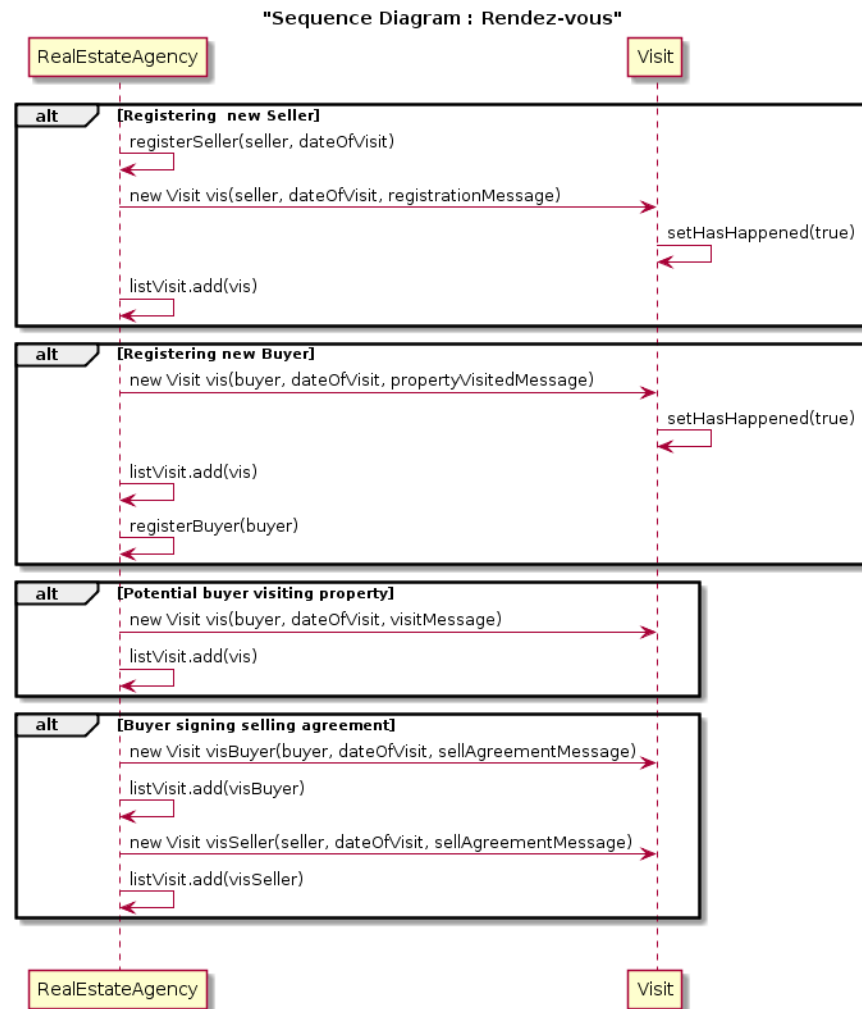 "Sequence Diagram : Rendez-vous"
RealEstateAgency Visit
alt [Registering  new Seller]
registerSeller(seller, dateOfVisit)
new Visit vis(seller, dateOfVisit, registrationMessage)
setHasHappened(true)
listVisit.add(vis)
alt [Registering new Buyer]
new Visit vis(buyer, dateOfVisit, propertyVisitedMessage)
setHasHappened(true)
listVisit.add(vis)
registerBuyer(buyer)
alt [Potential buyer visiting property]
new Visit vis(buyer, dateOfVisit, visitMessage)
listVisit.add(vis)
alt [Buyer signing selling agreement]
new Visit visBuyer(buyer, dateOfVisit, sellAgreementMessage)
listVisit.add(visBuyer)
new Visit visSeller(seller, dateOfVisit, sellAgreementMessage)
listVisit.add(visSeller)
RealEstateAgency Visit